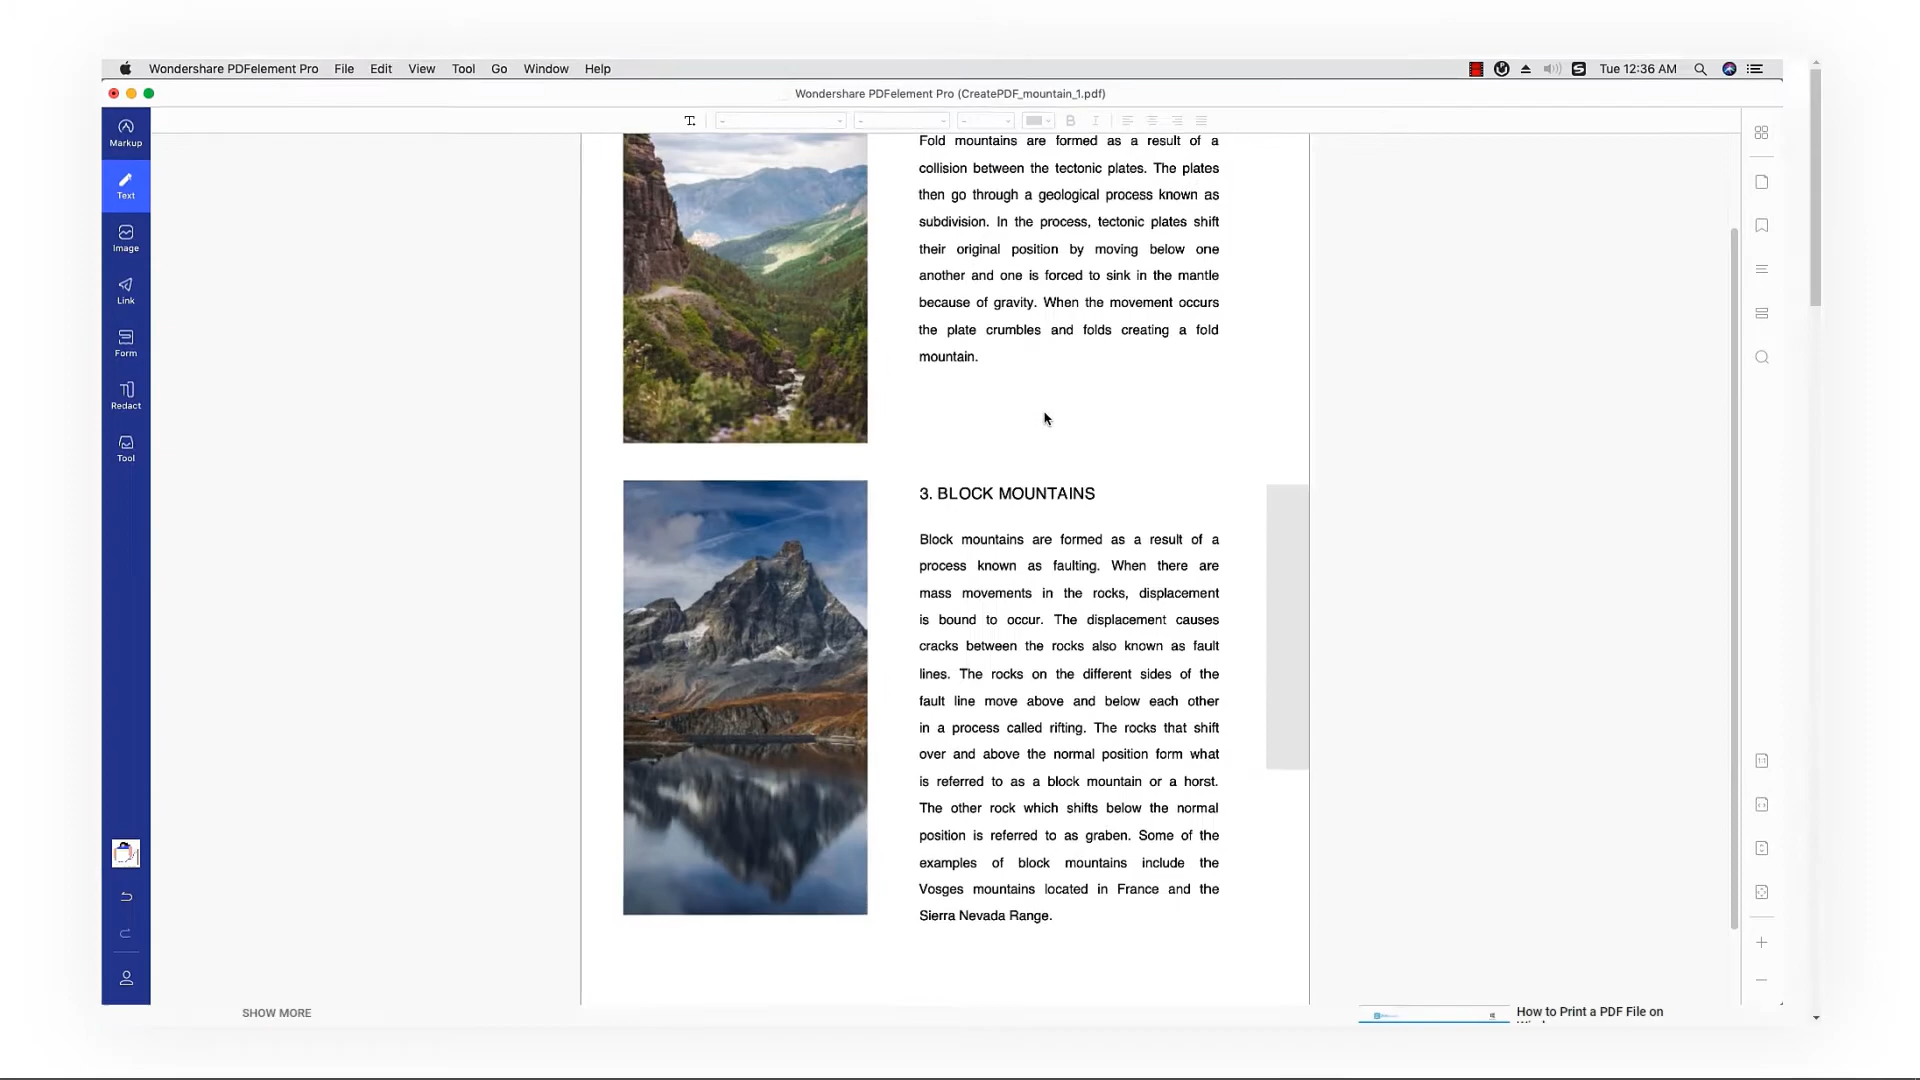 Wondershare PDFelement Pro File Edit View Tool Go Window Help
Tue 12:36 AM
Wondershare PDFelement Pro (CreatePDF_mountain_1.pdf)
B I
Markup
Text
Image
Link
Form
Redact
Tool
Fold mountains are formed as a result of a
collision between the tectonic plates. The plates
then go through a geological process known as
subdivision. In the process, tectonic plates shift
their original position by moving below one
another and one is forced to sink in the mantle
because of gravity. When the movement occurs
the plate crumbles and folds creating a fold
mountain.
3. BLOCK MOUNTAINS
Block mountains are formed as a result of a
process known as faulting. When there are
mass movements in the rocks, displacement
is bound to occur. The displacement causes
cracks between the rocks also known as fault
lines. The rocks on the different sides of the
fault line move above and below each other
in a process called rifting. The rocks that shift
over and above the normal position form what
is referred to as a block mountain or a horst.
The other rock which shifts below the normal
position is referred to as graben. Some of the
examples of block mountains include the
Vosges mountains located in France and the
Sierra Nevada Range.
SHOW MORE
How to Print a PDF File on